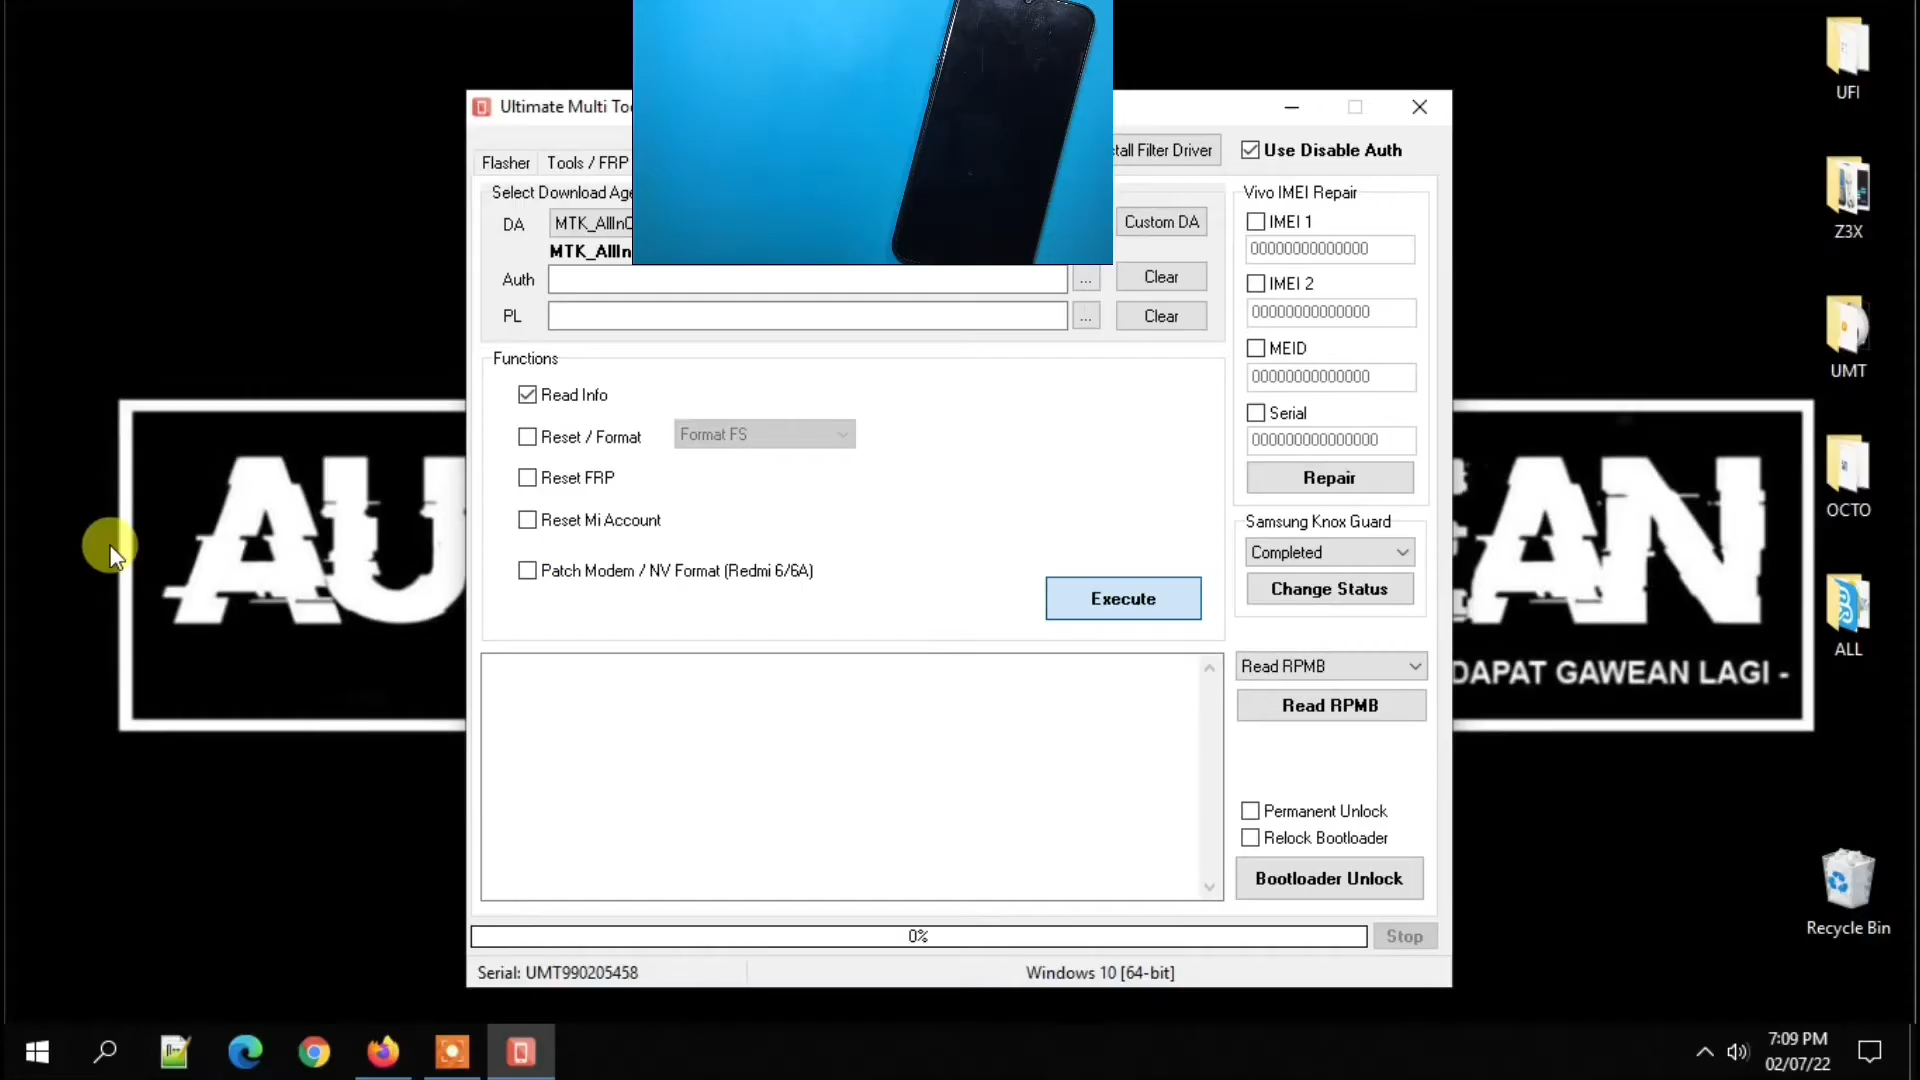 Ultimate Multi To
Flasher
Tools / FRP
tall Filter Driver
Use Disable Auth
Select Download Age
DA
MTK_AllInO
Custom DA
MTK_AllIn
Auth
...
Clear
PL
...
Clear
Functions
Read Info
Reset / Format
Format FS
Reset FRP
Reset Mi Account
Patch Modem / NV Format (Redmi 6/6A)
Execute
Vivo IMEI Repair
IMEI 1
00000000000000
IMEI 2
00000000000000
MEID
00000000000000
Serial
000000000000000
Repair
Samsung Knox Guard
Completed
Change Status
Read RPMB
Read RPMB
Permanent Unlock
Relock Bootloader
Bootloader Unlock
0%
Stop
Serial: UMT990205458
Windows 10 [64-bit]
AU
AN
DAPAT GAWEAN LAGI -
UFI
Z3X
UMT
OCTO
ALL
Recycle Bin
7:09 PM
02/07/22